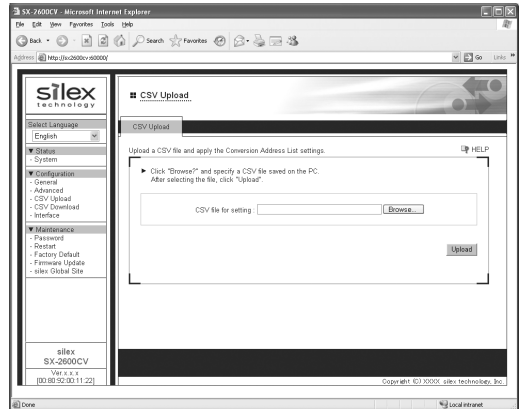 SX-2600CV - Microsoft Internet Explorer
File Edit View Favorites Tools Help
Back Search Favorites
Address http://sx2600cv:60000/ Go Links »
silex
technology
Select Language
English
▼ Status
- System
▼ Configuration
- General
- Advanced
- CSV Upload
- CSV Download
- Interface
▼ Maintenance
- Password
- Restart
- Factory Default
- Firmware Update
- silex Global Site
silex
SX-2600CV
Ver.x.x.x
[00:80:92:00:11:22]
CSV Upload
CSV Upload
Upload a CSV file and apply the Conversion Address List settings. HELP
Click "Browse?" and specify a CSV file saved on the PC.
After selecting the file, click "Upload".
CSV file for setting : Browse...
Upload
Copyright (C) XXXX silex technology, Inc.
Done Local intranet